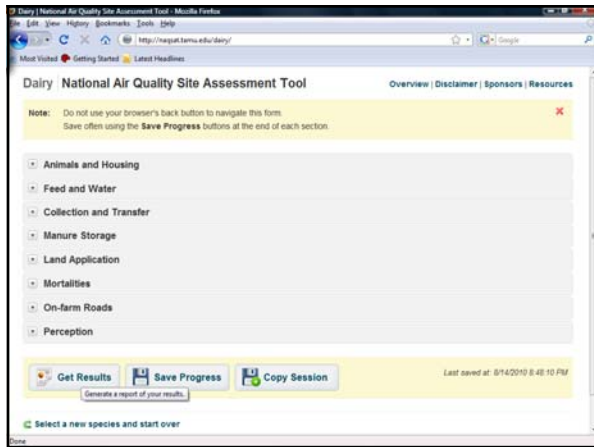 Dairy | National Air Quality Site Assessment Tool - Mozilla Firefox
File Edit View History Bookmarks Tools Help
http://naqsat.tamu.edu/dairy/
Google
Most Visited Getting Started Latest Headlines
Dairy National Air Quality Site Assessment Tool
Overview | Disclaimer | Sponsors | Resources
Note: Do not use your browser's back button to navigate this form.
Save often using the Save Progress buttons at the end of each section.
Animals and Housing
Feed and Water
Collection and Transfer
Manure Storage
Land Application
Mortalities
On-farm Roads
Perception
Get Results Save Progress Copy Session Last saved at: 8/14/2010 8:48:10 PM
Generate a report of your results.
Select a new species and start over
Done